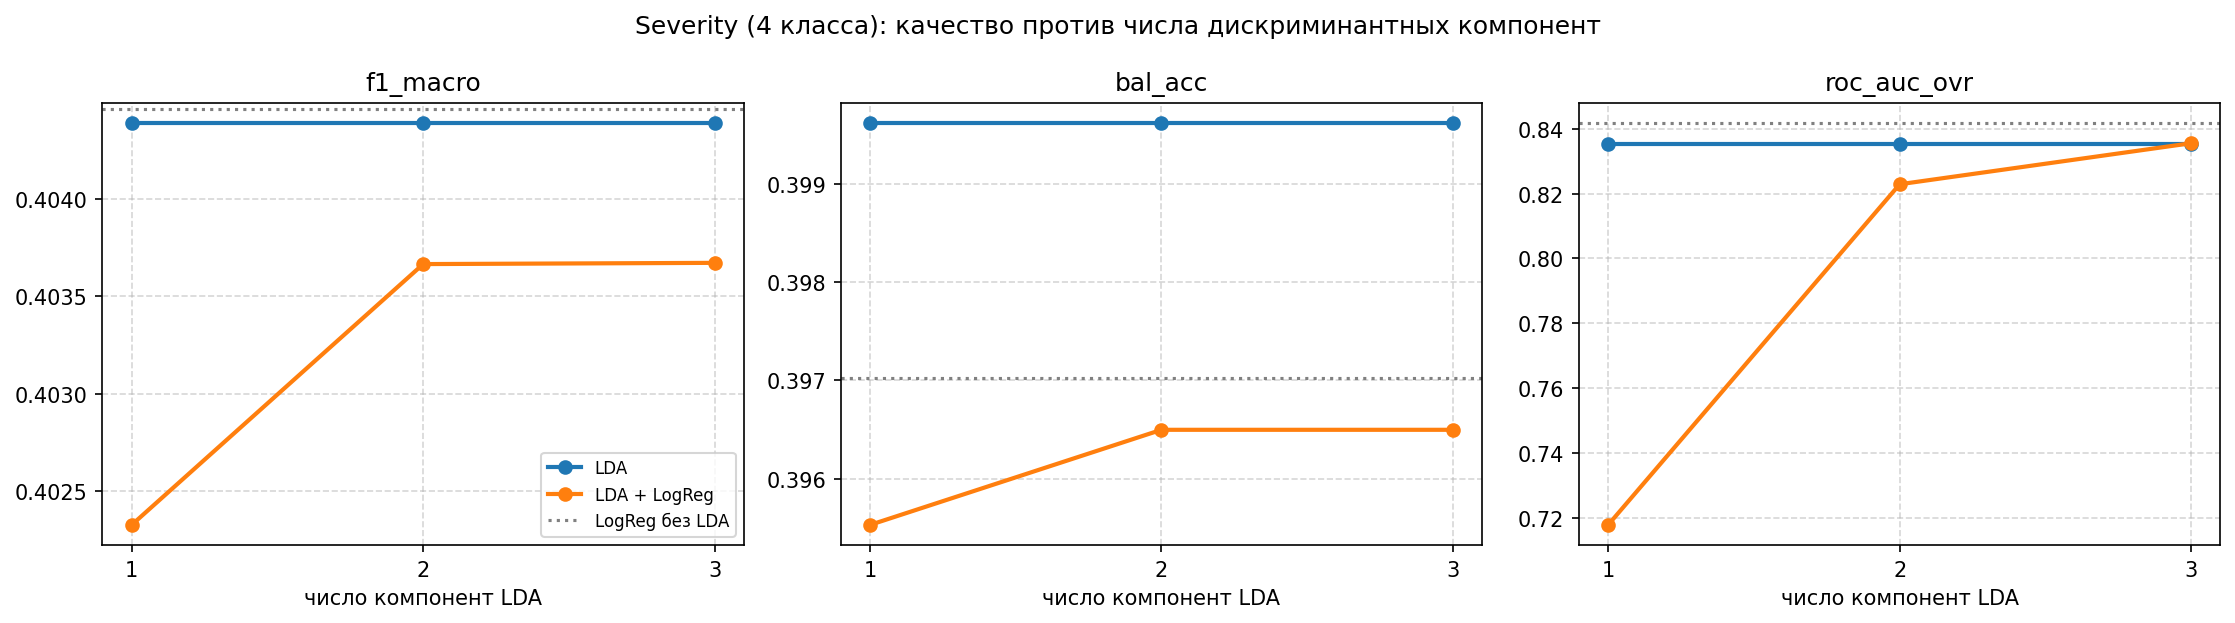 Severity (4 класса): качество против числа дискриминантных компонент
f1_macro
0.4040
0.4035
0.4030
0.4025
1 2 3
число компонент LDA
LDA
LDA + LogReg
LogReg без LDA
bal_acc
0.399
0.398
0.397
0.396
1 2 3
число компонент LDA
roc_auc_ovr
0.84
0.82
0.80
0.78
0.76
0.74
0.72
1 2 3
число компонент LDA